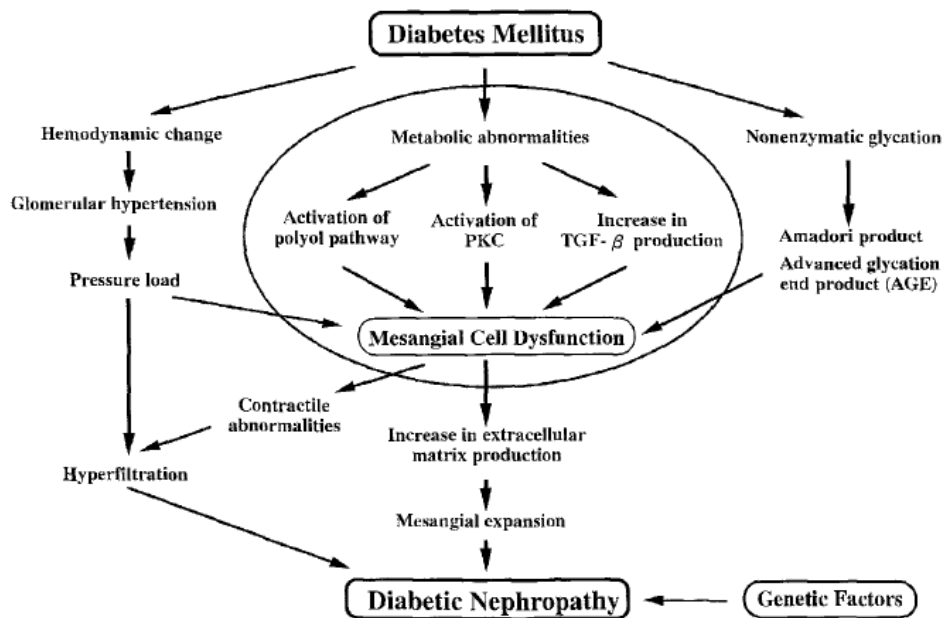 Diabetes Mellitus
Hemodynamic change
Metabolic abnormalities
Nonenzymatic glycation
Glomerular hypertension
Activation of
polyol pathway
Activation of
PKC
Increase in
TGF- β production
Amadori product
Advanced glycation
end product (AGE)
Pressure load
Mesangial Cell Dysfunction
Contractile
abnormalities
Increase in extracellular
matrix production
Hyperfiltration
Mesangial expansion
Diabetic Nephropathy
Genetic Factors